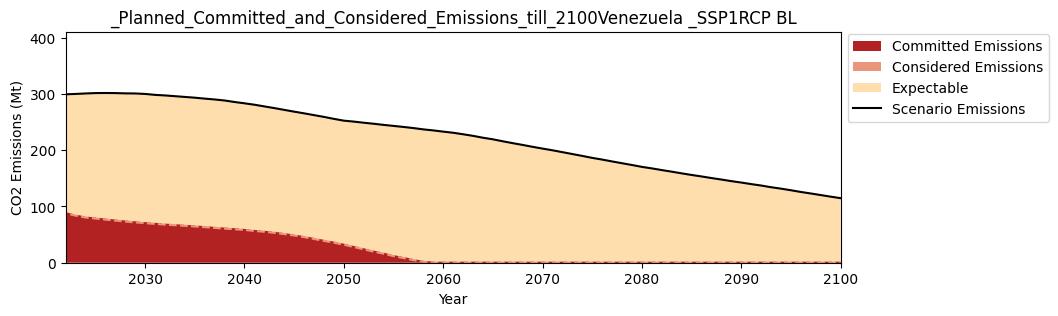 _Planned_Committed_and_Considered_Emissions_till_2100Venezuela _SSP1RCP BL
400
300
200
100
0
CO2 Emissions (Mt)
2030 2040 2050 2060 2070 2080 2090 2100
Year
Committed Emissions
Considered Emissions
Expectable
Scenario Emissions